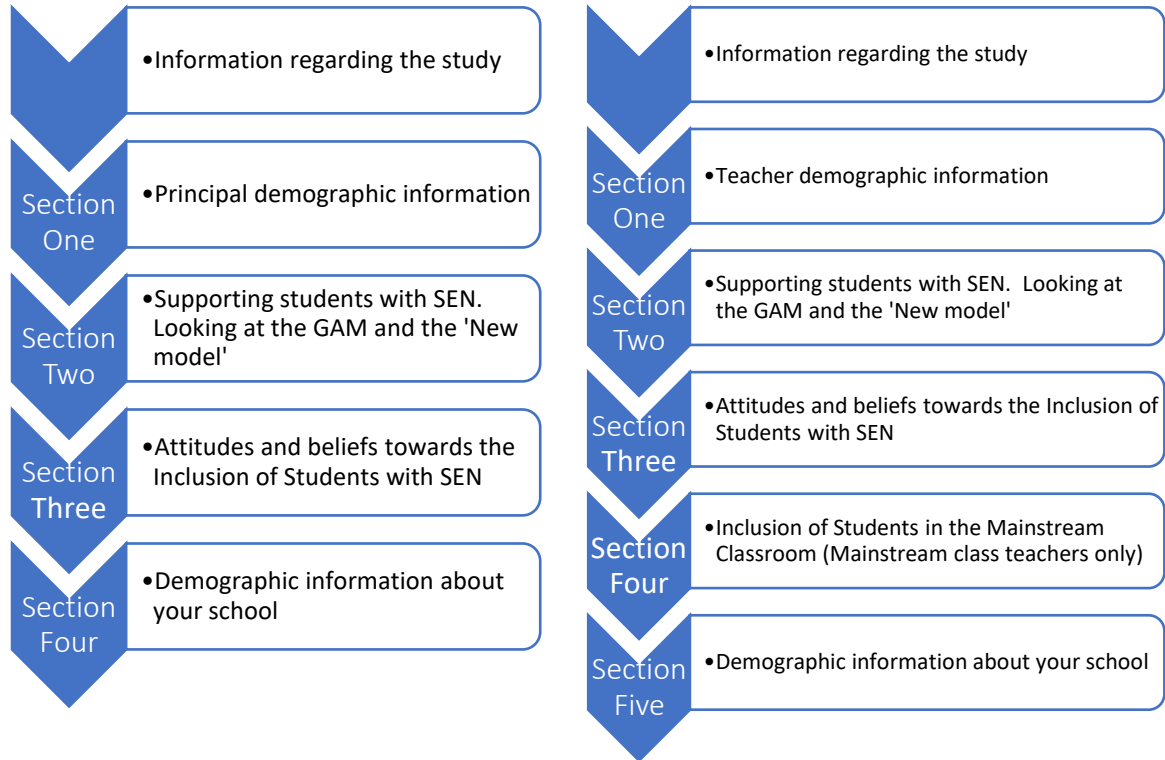 •Information regarding the study
Section
One
•Principal demographic information
Section
Two
•Supporting students with SEN.
Looking at the GAM and the 'New
model'
Section
Three
•Attitudes and beliefs towards the
Inclusion of Students with SEN
Section
Four
•Demographic information about
your school
•Information regarding the study
Section
One
•Teacher demographic information
Section
Two
•Supporting students with SEN.  Looking at
the GAM and the 'New model'
Section
Three
•Attitudes and beliefs towards the Inclusion of
Students with SEN
Section
Four
•Inclusion of Students in the Mainstream
Classroom (Mainstream class teachers only)
Section
Five
•Demographic information about your school